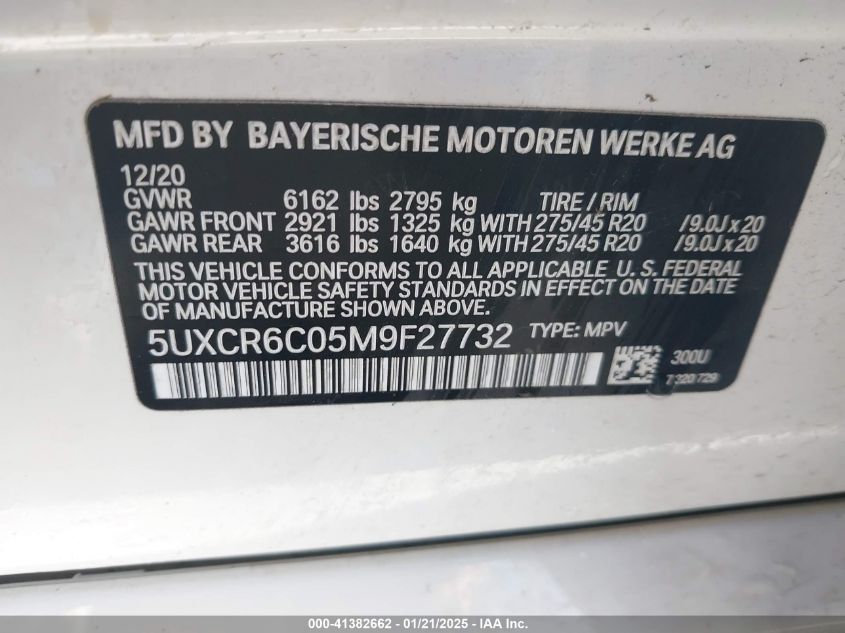 MFD BY BAYERISCHE MOTOREN WERKE AG
12/20
GVWR 6162 lbs 2795 kg TIRE / RIM
GAWR FRONT 2921 lbs 1325 kg WITH 275/45 R20 /9.0J x 20
GAWR REAR 3616 lbs 1640 kg WITH 275/45 R20 /9.0J x 20
THIS VEHICLE CONFORMS TO ALL APPLICABLE U. S. FEDERAL
MOTOR VEHICLE SAFETY STANDARDS IN EFFECT ON THE DATE
OF MANUFACTURE SHOWN ABOVE.
5UXCR6C05M9F27732 TYPE: MPV
300U
7 320 729
000-41382662 - 01/21/2025 - IAA Inc.